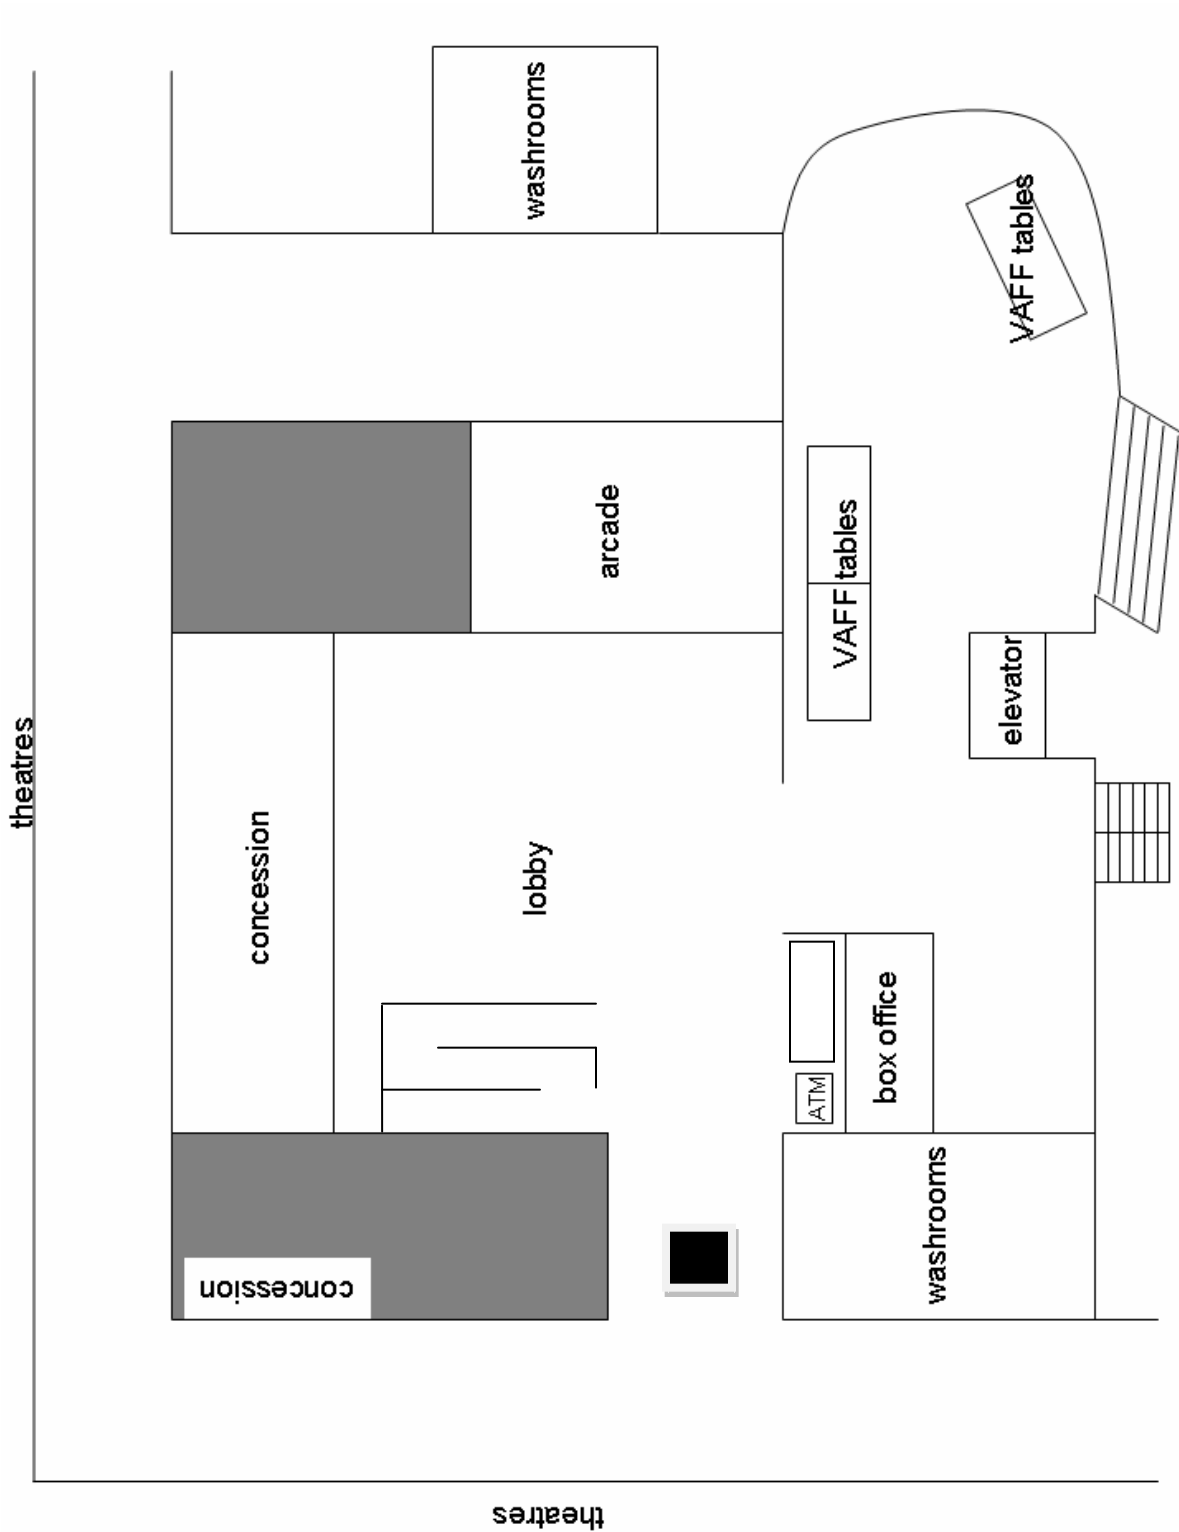 theatres
washrooms
VAFF tables
arcade
VAFF tables
elevator
concession
lobby
box office
ATM
washrooms
concession
theatres